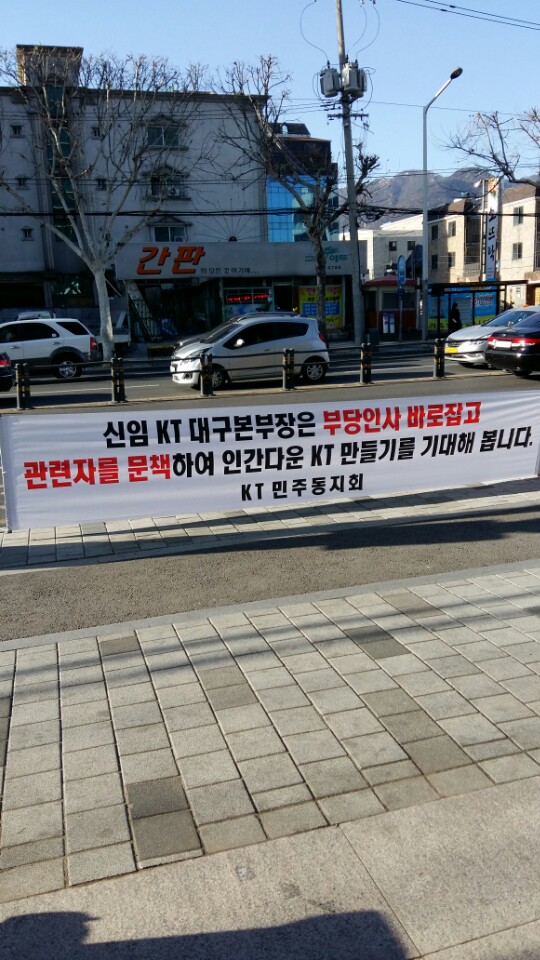 간판
신임 KT 대구본부장은 부당인사 바로잡고
관련자를 문책하여 인간다운 KT 만들기를 기대해 봅니다.
KT 민주동지회